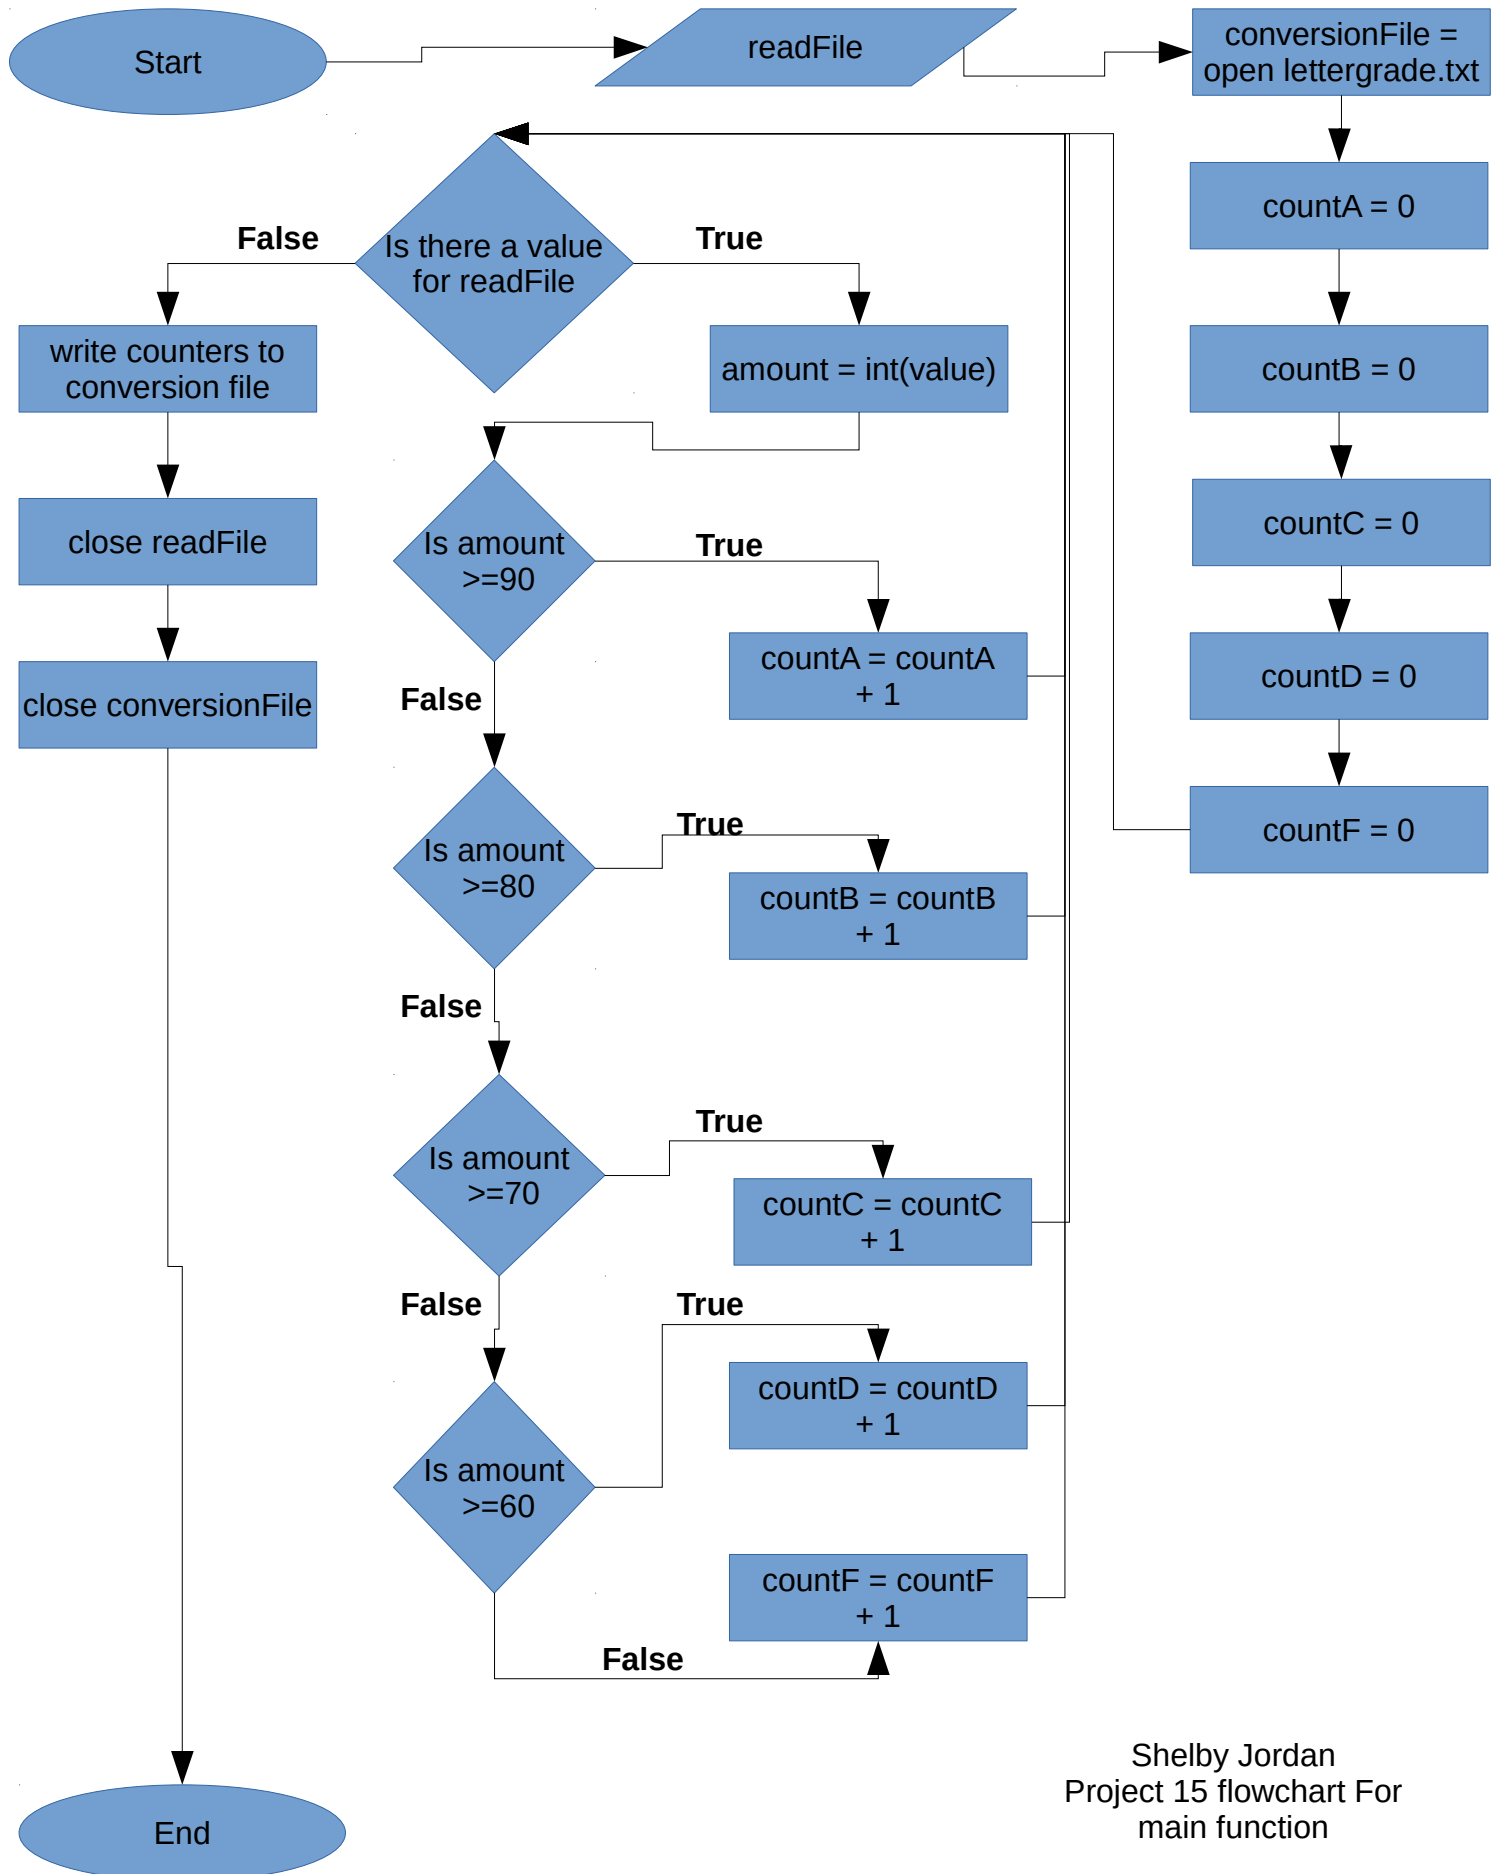 Start
readFile
conversionFile =
open lettergrade.txt
countA = 0
countB = 0
countC = 0
countD = 0
countF = 0
Is there a value
for readFile
False
True
write counters to
conversion file
close readFile
close conversionFile
amount = int(value)
Is amount
>=90
True
countA = countA
+ 1
False
Is amount
>=80
True
countB = countB
+ 1
False
Is amount
>=70
True
countC = countC
+ 1
False
Is amount
>=60
True
countD = countD
+ 1
False
countF = countF
+ 1
End
Shelby Jordan
Project 15 flowchart For
main function